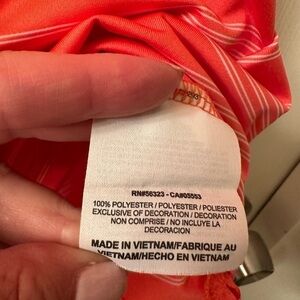 RN#56323 - CA#05553
100% POLYESTER / POLYESTER / POLIESTER
EXCLUSIVE OF DECORATION / DECORATION
NON COMPRISE / NO INCLUYE LA
DECORACIÓN
MADE IN VIETNAM/FABRIQUE AU
VIETNAM/HECHO EN VIETNAM